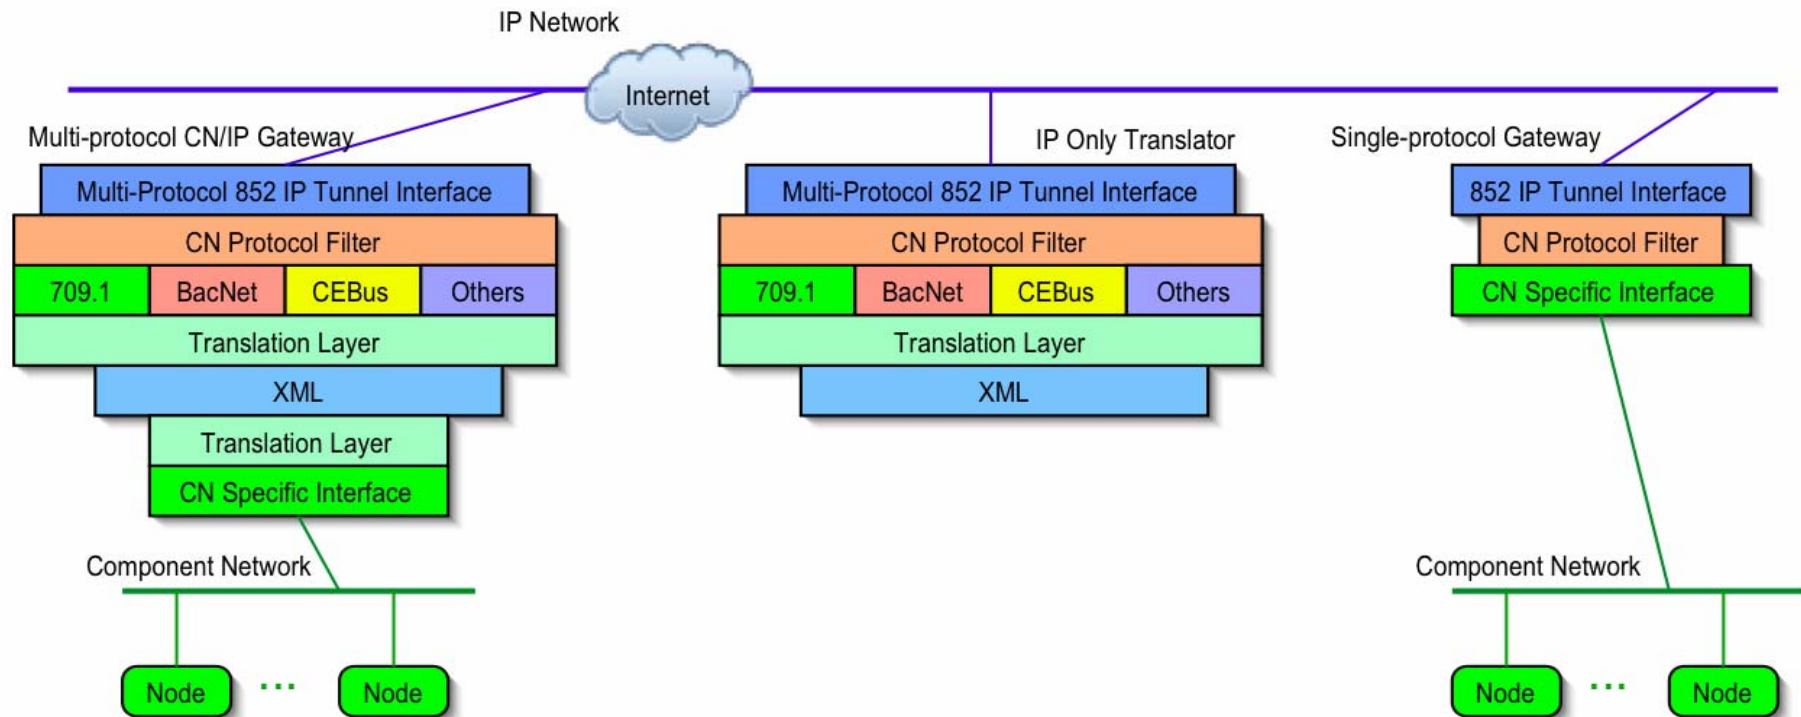 IP Network
Internet
Multi-protocol CN/IP Gateway
IP Only Translator
Single-protocol Gateway
Multi-Protocol 852 IP Tunnel Interface
CN Protocol Filter
709.1
BacNet
CEBus
Others
Translation Layer
XML
Translation Layer
CN Specific Interface
Component Network
Node
...
Node
Multi-Protocol 852 IP Tunnel Interface
CN Protocol Filter
709.1
BacNet
CEBus
Others
Translation Layer
XML
852 IP Tunnel Interface
CN Protocol Filter
CN Specific Interface
Component Network
Node
...
Node